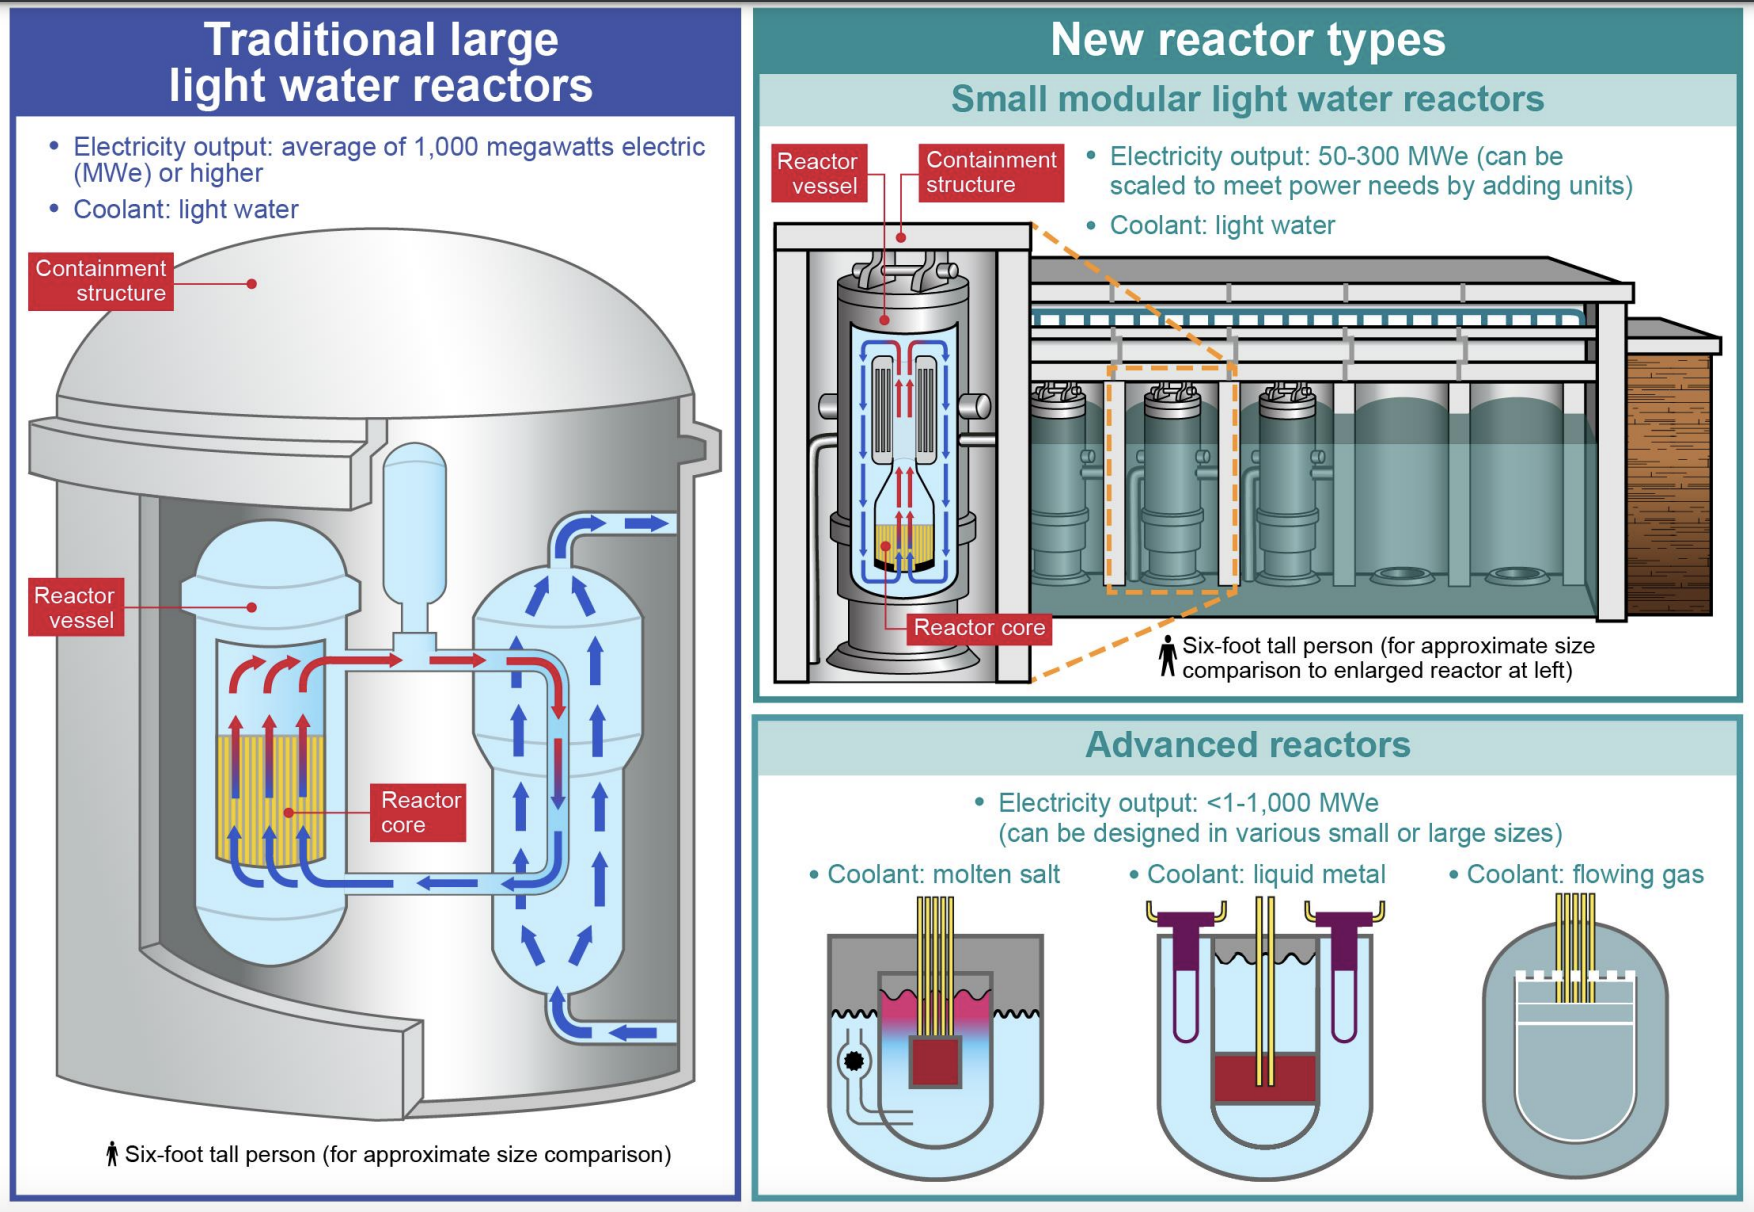 Traditional large
light water reactors
• Electricity output: average of 1,000 megawatts electric
(MWe) or higher
• Coolant: light water
Containment
structure
Reactor
vessel
Reactor
core
Six-foot tall person (for approximate size comparison)
New reactor types
Small modular light water reactors
Reactor
vessel
Containment
structure
• Electricity output: 50-300 MWe (can be
scaled to meet power needs by adding units)
• Coolant: light water
Reactor core
Six-foot tall person (for approximate size
comparison to enlarged reactor at left)
Advanced reactors
• Electricity output: <1-1,000 MWe
(can be designed in various small or large sizes)
• Coolant: molten salt
• Coolant: liquid metal
• Coolant: flowing gas